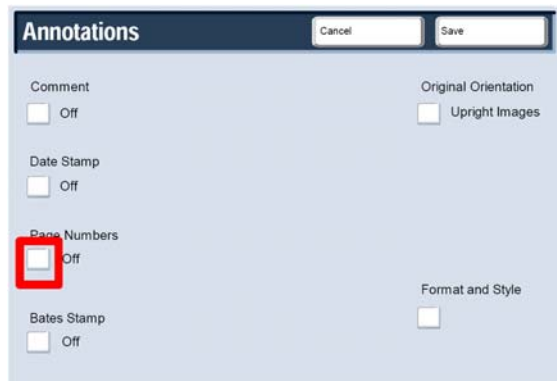 Annotations
Cancel
Save
Comment
Off
Original Orientation
Upright Images
Date Stamp
Off
Page Numbers
Off
Format and Style
Bates Stamp
Off